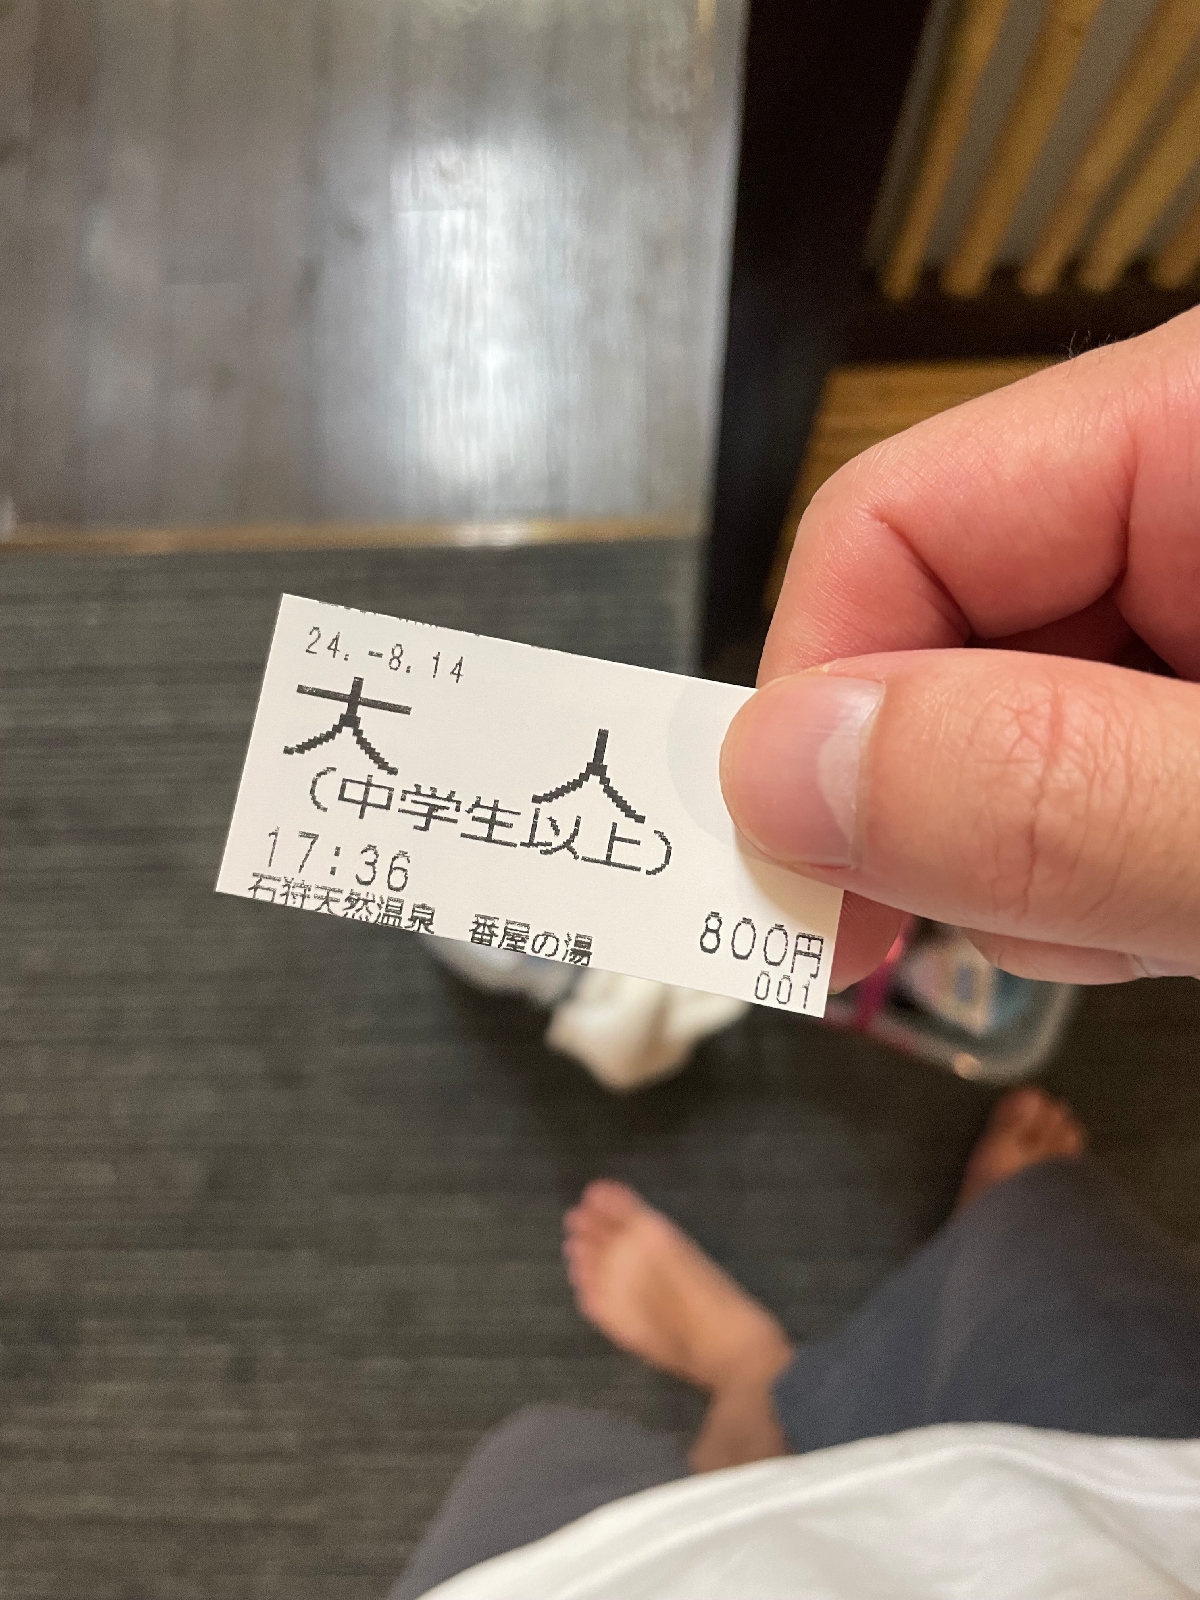 24.-8.14
大 人
(中学生以上)
17:36
石狩天然温泉 番屋の湯
800円
001